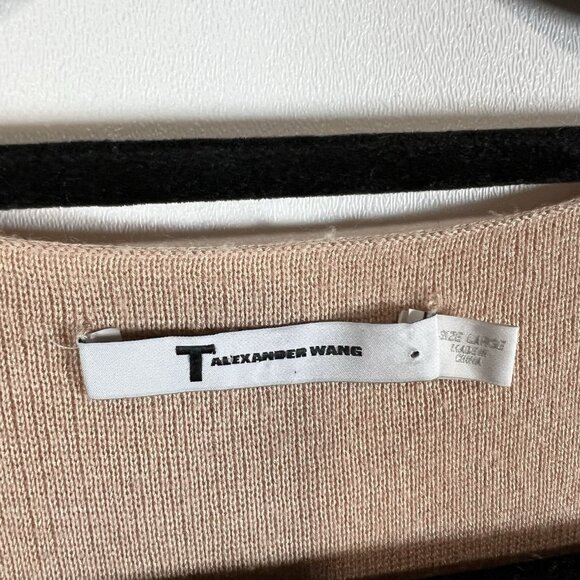 T ALEXANDER WANG
SIZE LARGE
MADE IN
CHINA